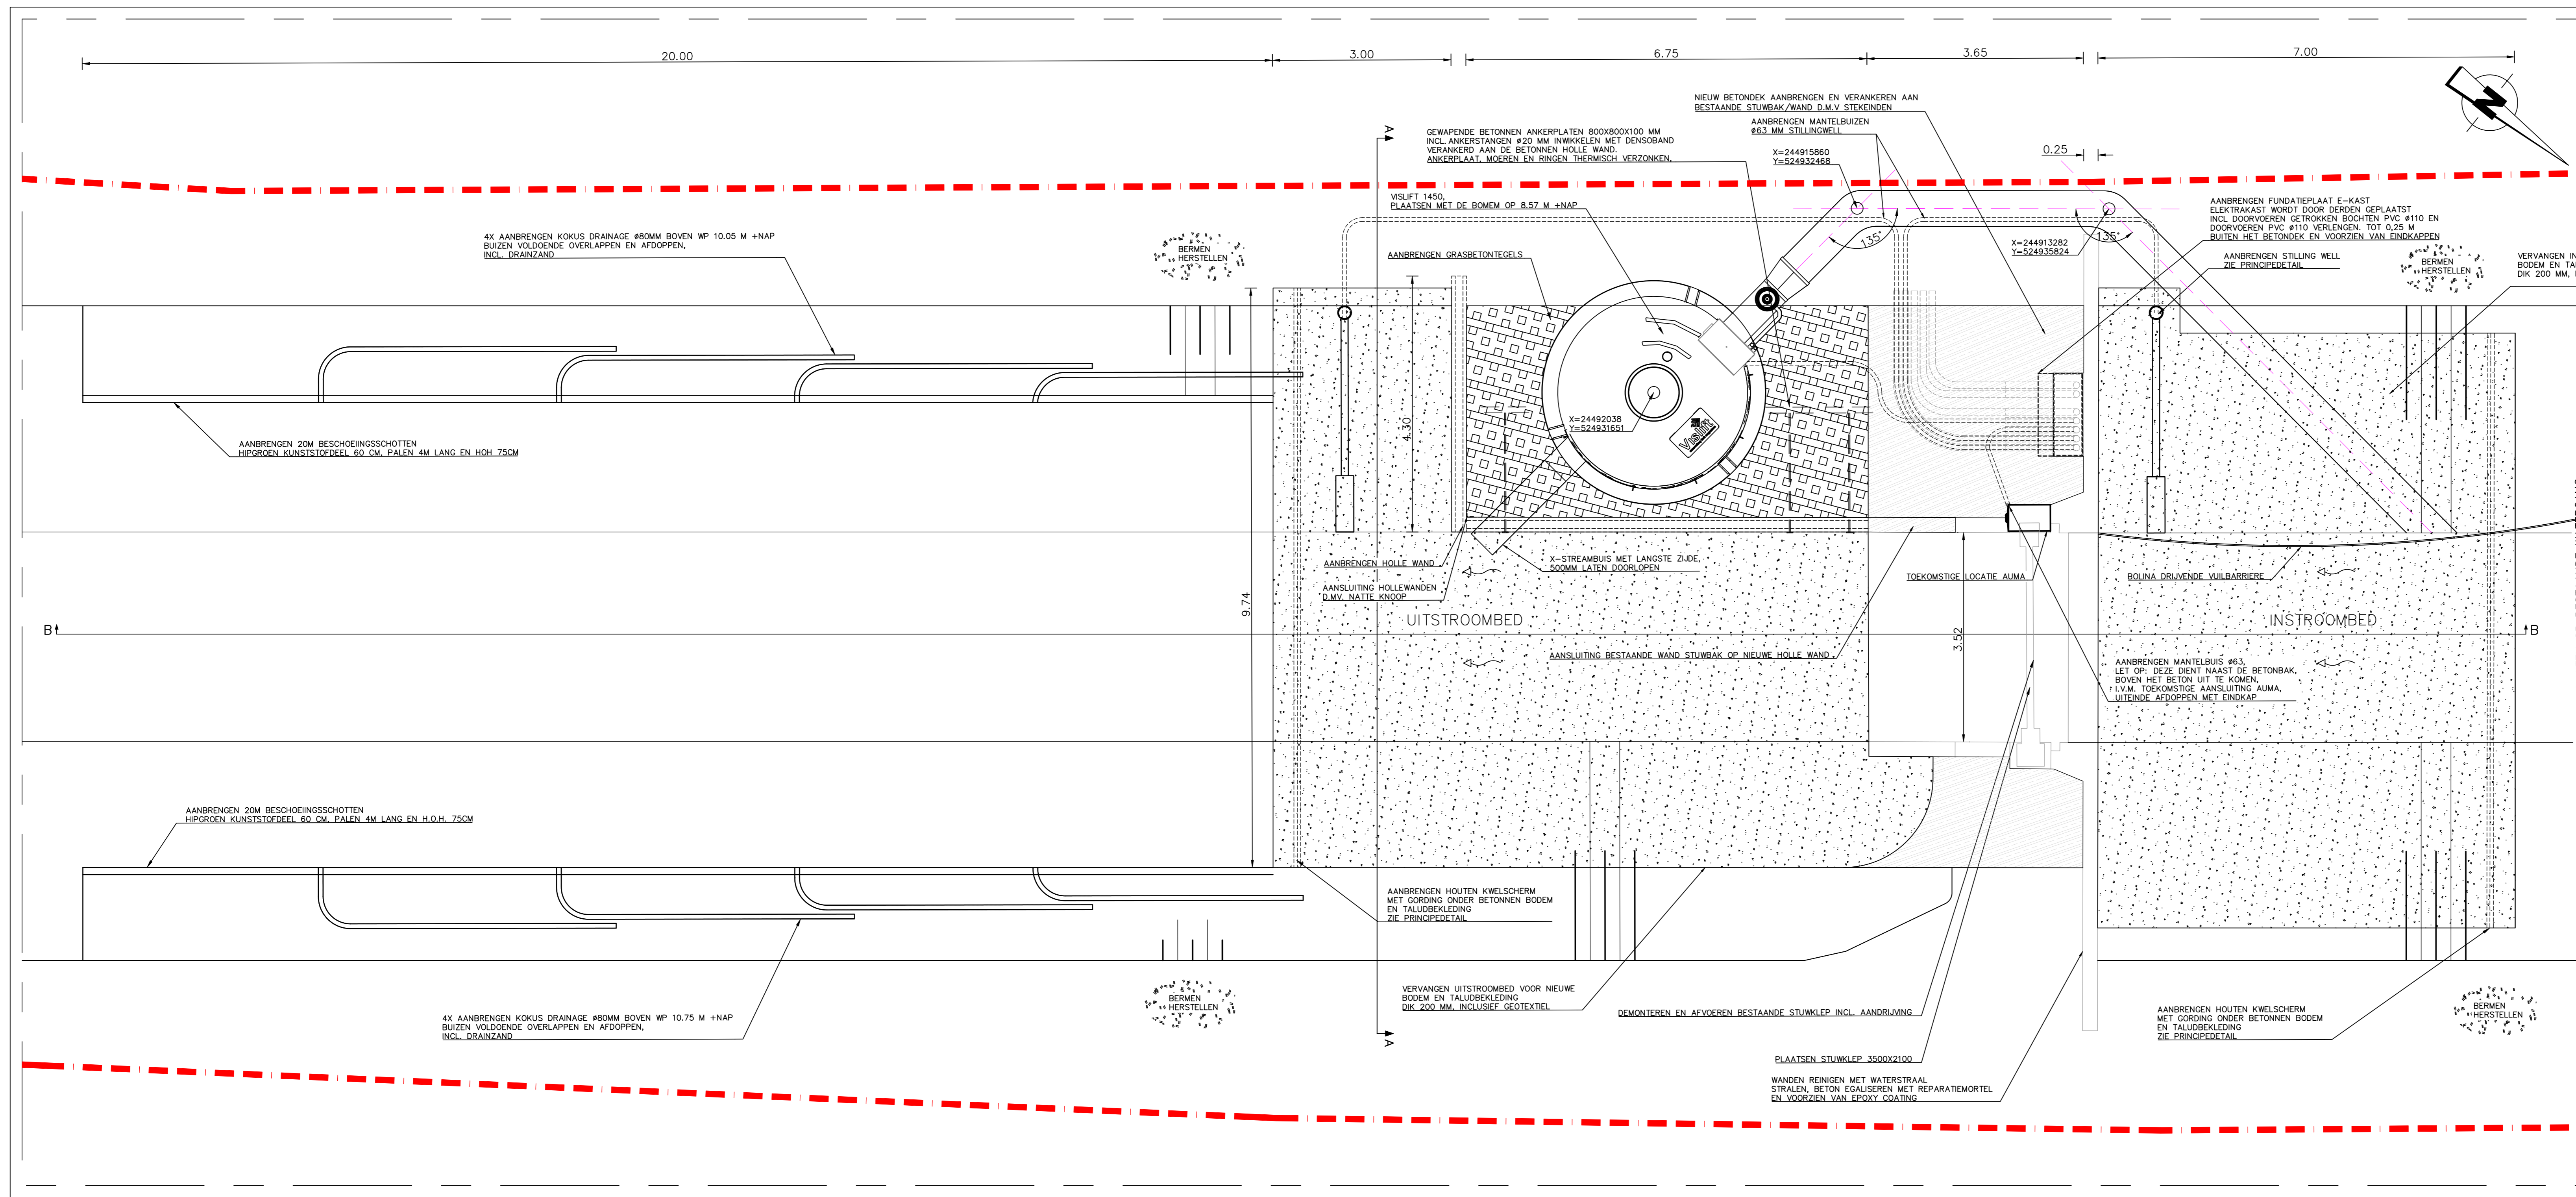 20.00
3.00
6.75
3.65
7.00
N
NIEUW BETONDEK AANBRENGEN EN VERANKEREN AAN
BESTAANDE STUWBAK/WAND D.M.V STEKEINDEN
AANBRENGEN MANTELBUIZEN
ø63 MM STILLINGWELL
GEWAPENDE BETONNEN ANKERPLATEN 800X800X100 MM
INCL. ANKERSTANGEN ø20 MM INWIKKELEN MET DENSOBAND
VERANKERD AAN DE BETONNEN HOLLE WAND.
ANKERPLAAT, MOEREN EN RINGEN THERMISCH VERZONKEN.
X=244915860
Y=524932468
0.25
A
VISLIFT 1450,
PLAATSEN MET DE BOMEM OP 8.57 M +NAP
AANBRENGEN FUNDATIEPLAAT E-KAST
ELEKTRAKAST WORDT DOOR DERDEN GEPLAATST
INCL DOORVOEREN GETROKKEN BOCHTEN PVC ø110 EN
DOORVOEREN PVC ø110 VERLENGEN. TOT 0,25 M
BUITEN HET BETONDEK EN VOORZIEN VAN EINDKAPPEN
4X AANBRENGEN KOKUS DRAINAGE ø80MM BOVEN WP 10.05 M +NAP
BUIZEN VOLDOENDE OVERLAPPEN EN AFDOPPEN,
INCL. DRAINZAND
BERMEN
HERSTELLEN
AANBRENGEN GRASBETONTEGELS
135°
X=244913282
Y=524935824
135°
AANBRENGEN STILLING WELL
ZIE PRINCIPEDETAIL
BERMEN
HERSTELLEN
VERVANGEN IN
BODEM EN TA
DIK 200 MM,
AANBRENGEN 20M BESCHOEIINGSSCHOTTEN
HIPGROEN KUNSTSTOFDEEL 60 CM, PALEN 4M LANG EN HOH 75CM
4.30
X=24492038
Y=524931651
Vislift
AANBRENGEN HOLLE WAND
X-STREAMBUIS MET LANGSTE ZIJDE,
500MM LATEN DOORLOPEN
AANSLUITING HOLLEWANDEN
D.MV. NATTE KNOOP
TOEKOMSTIGE LOCATIE AUMA
BOLINA DRIJVENDE VUILBARRIERE
9.74
UITSTROOMBED
3.52
INSTROOMBED
B
B
AANSLUITING BESTAANDE WAND STUWBAK OP NIEUWE HOLLE WAND
AANBRENGEN MANTELBUIS ø63,
LET OP: DEZE DIENT NAAST DE BETONBAK,
BOVEN HET BETON UIT TE KOMEN,
I.V.M. TOEKOMSTIGE AANSLUITING AUMA,
UITEINDE AFDOPPEN MET EINDKAP
AANBRENGEN 20M BESCHOEIINGSSCHOTTEN
HIPGROEN KUNSTSTOFDEEL 60 CM, PALEN 4M LANG EN H.O.H. 75CM
AANBRENGEN HOUTEN KWELSCHERM
MET GORDING ONDER BETONNEN BODEM
EN TALUDBEKLEDING
ZIE PRINCIPEDETAIL
BERMEN
HERSTELLEN
VERVANGEN UITSTROOMBED VOOR NIEUWE
BODEM EN TALUDBEKLEDING
DIK 200 MM, INCLUSIEF GEOTEXTIEL
DEMONTEREN EN AFVOEREN BESTAANDE STUWKLEP INCL. AANDRIJVING
AANBRENGEN HOUTEN KWELSCHERM
MET GORDING ONDER BETONNEN BODEM
EN TALUDBEKLEDING
ZIE PRINCIPEDETAIL
BERMEN
HERSTELLEN
4X AANBRENGEN KOKUS DRAINAGE ø80MM BOVEN WP 10.75 M +NAP
BUIZEN VOLDOENDE OVERLAPPEN EN AFDOPPEN,
INCL. DRAINZAND
A
PLAATSEN STUWKLEP 3500X2100
WANDEN REINIGEN MET WATERSTRAAL
STRALEN, BETON EGALISEREN MET REPARATIEMORTEL
EN VOORZIEN VAN EPOXY COATING